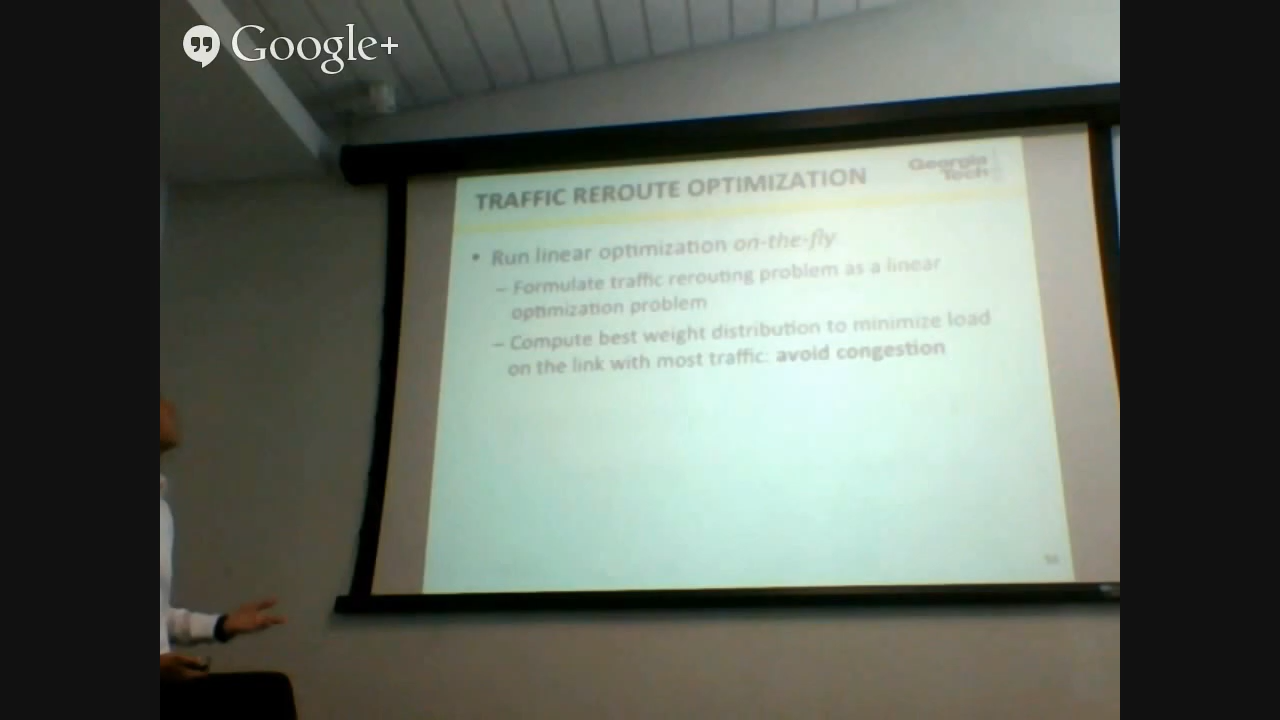 Google+
Georgia
Tech
TRAFFIC REROUTE OPTIMIZATION
• Run linear optimization on-the-fly
– Formulate traffic rerouting problem as a linear
optimization problem
– Compute best weight distribution to minimize load
on the link with most traffic: avoid congestion